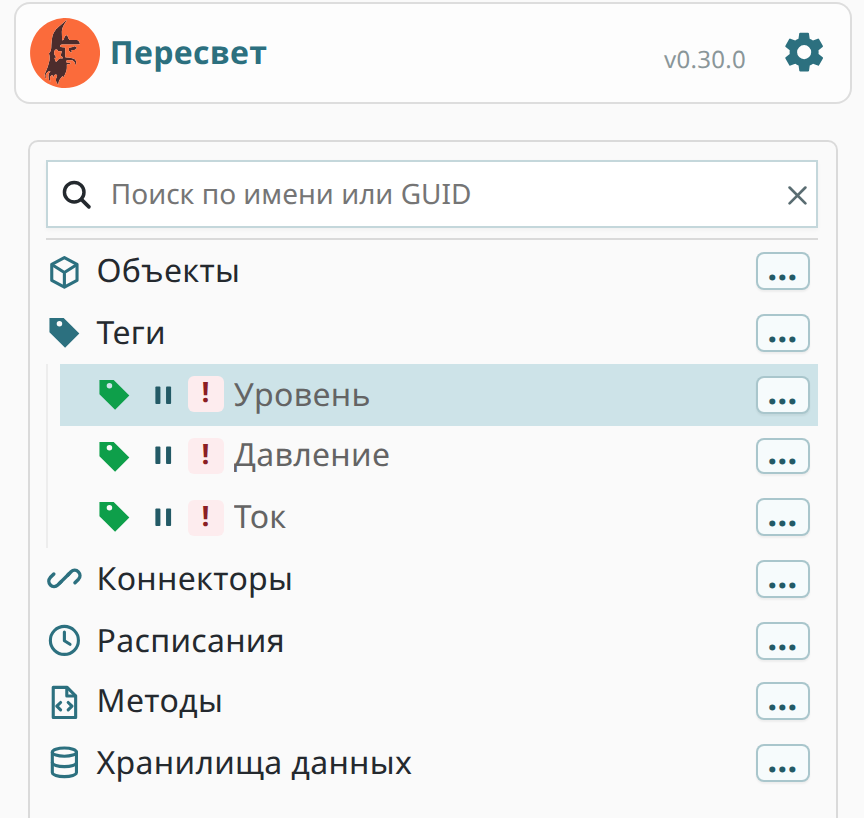 Пересвет
v0.30.0
Поиск по имени или GUID
Объекты
...
Теги
...
! Уровень
...
! Давление
...
! Ток
...
Коннекторы
...
Расписания
...
Методы
...
Хранилища данных
...